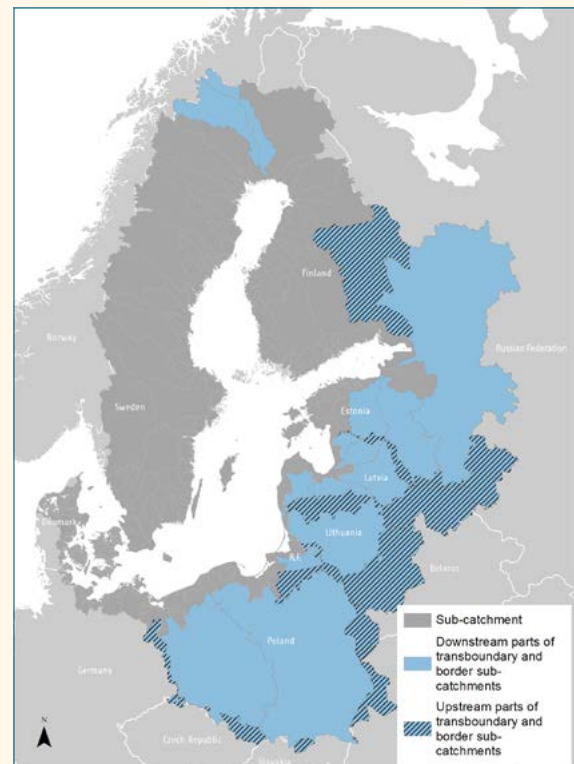 Finland
Norway
Russian Federation
Sweden
Estonia
Latvia
Denmark
Lithuania
R.F.
Belarus
Poland
Germany
Czech Republic
Slovakia
N
Sub-catchment
Downstream parts of
transboundary and
border sub-
catchments
Upstream parts of
transboundary and
border sub-
catchments